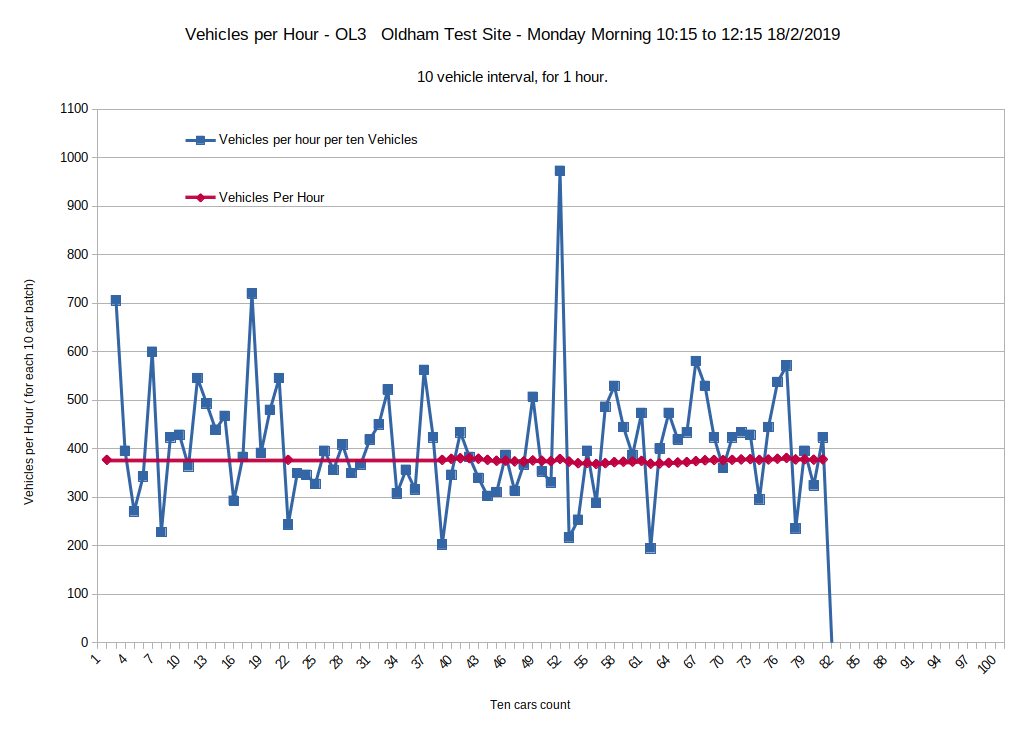 Vehicles per Hour - OL3   Oldham Test Site - Monday Morning 10:15 to 12:15 18/2/2019
10 vehicle interval, for 1 hour.
Vehicles per Hour ( for each 10 car batch)
1100
1000
900
800
700
600
500
400
300
200
100
0
Vehicles per hour per ten Vehicles
Vehicles Per Hour
1 4 7 10 13 16 19 22 25 28 31 34 37 40 43 46 49 52 55 58 61 64 67 70 73 76 79 82 85 88 91 94 97 100
Ten cars count